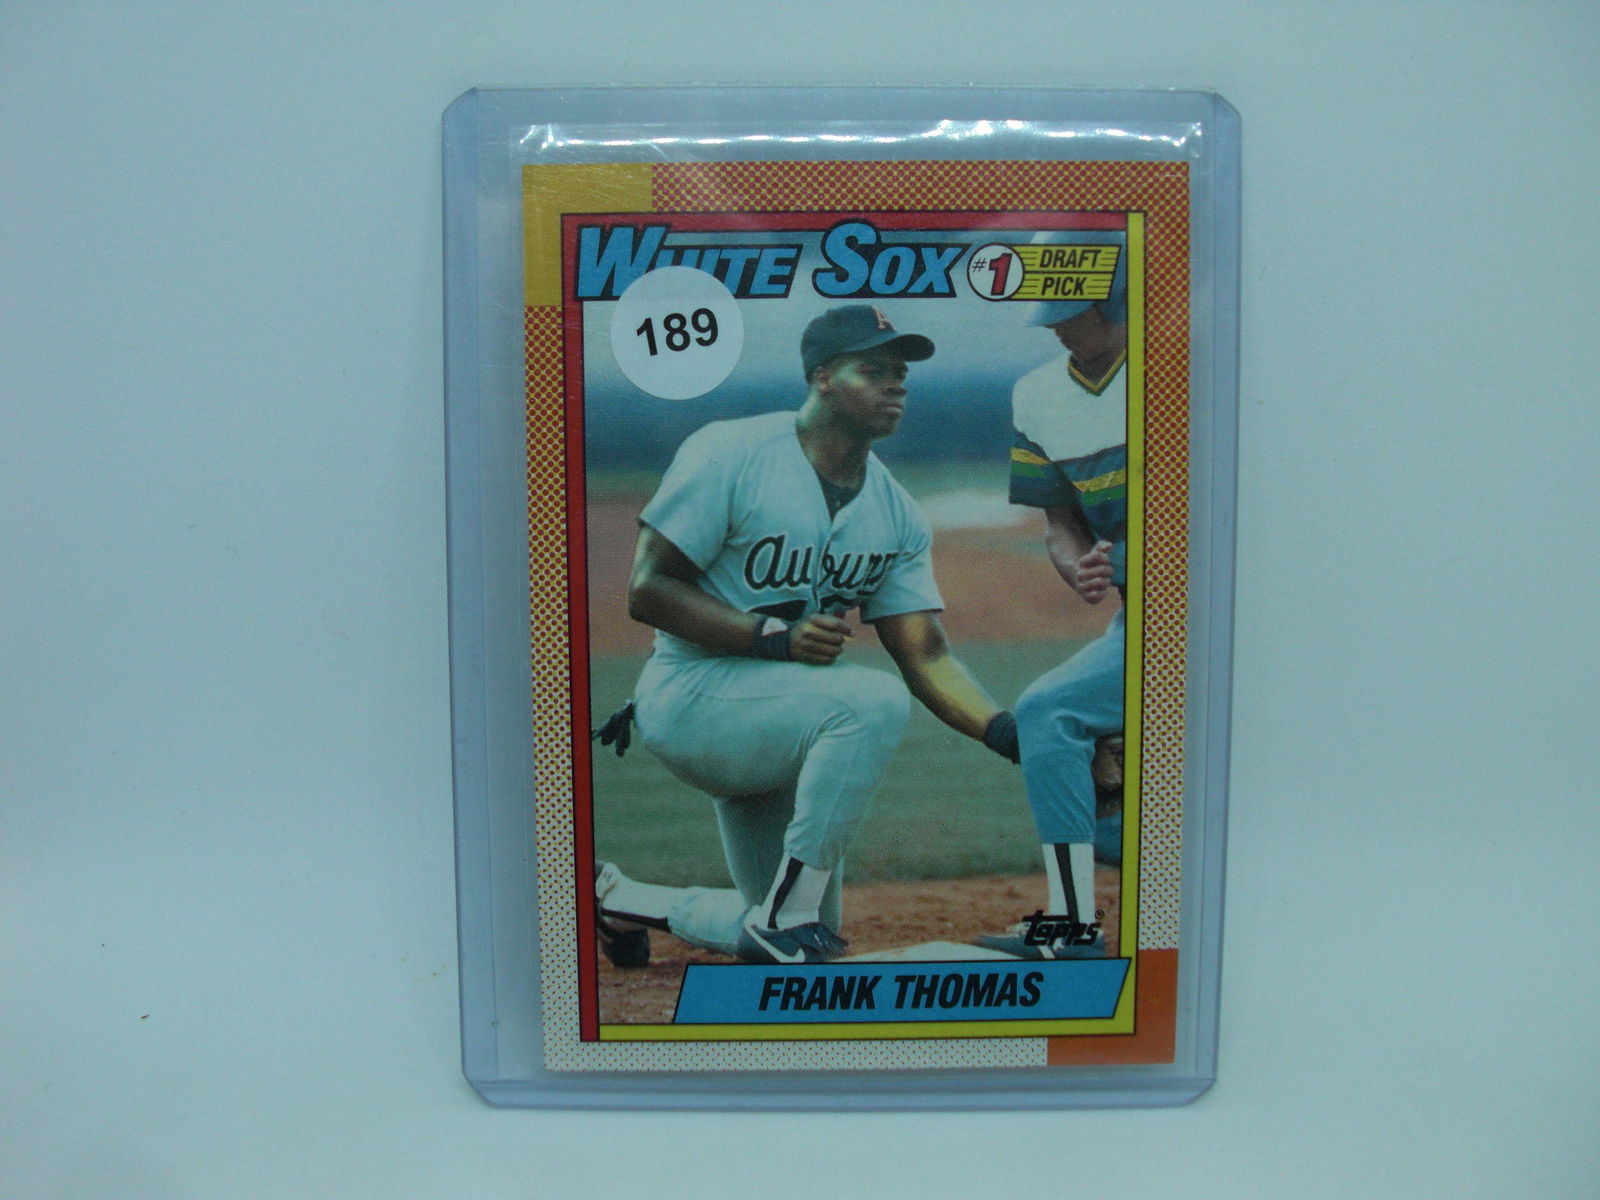 WHITE SOX #1 DRAFT PICK
189
A
Auburn
topps®
FRANK THOMAS